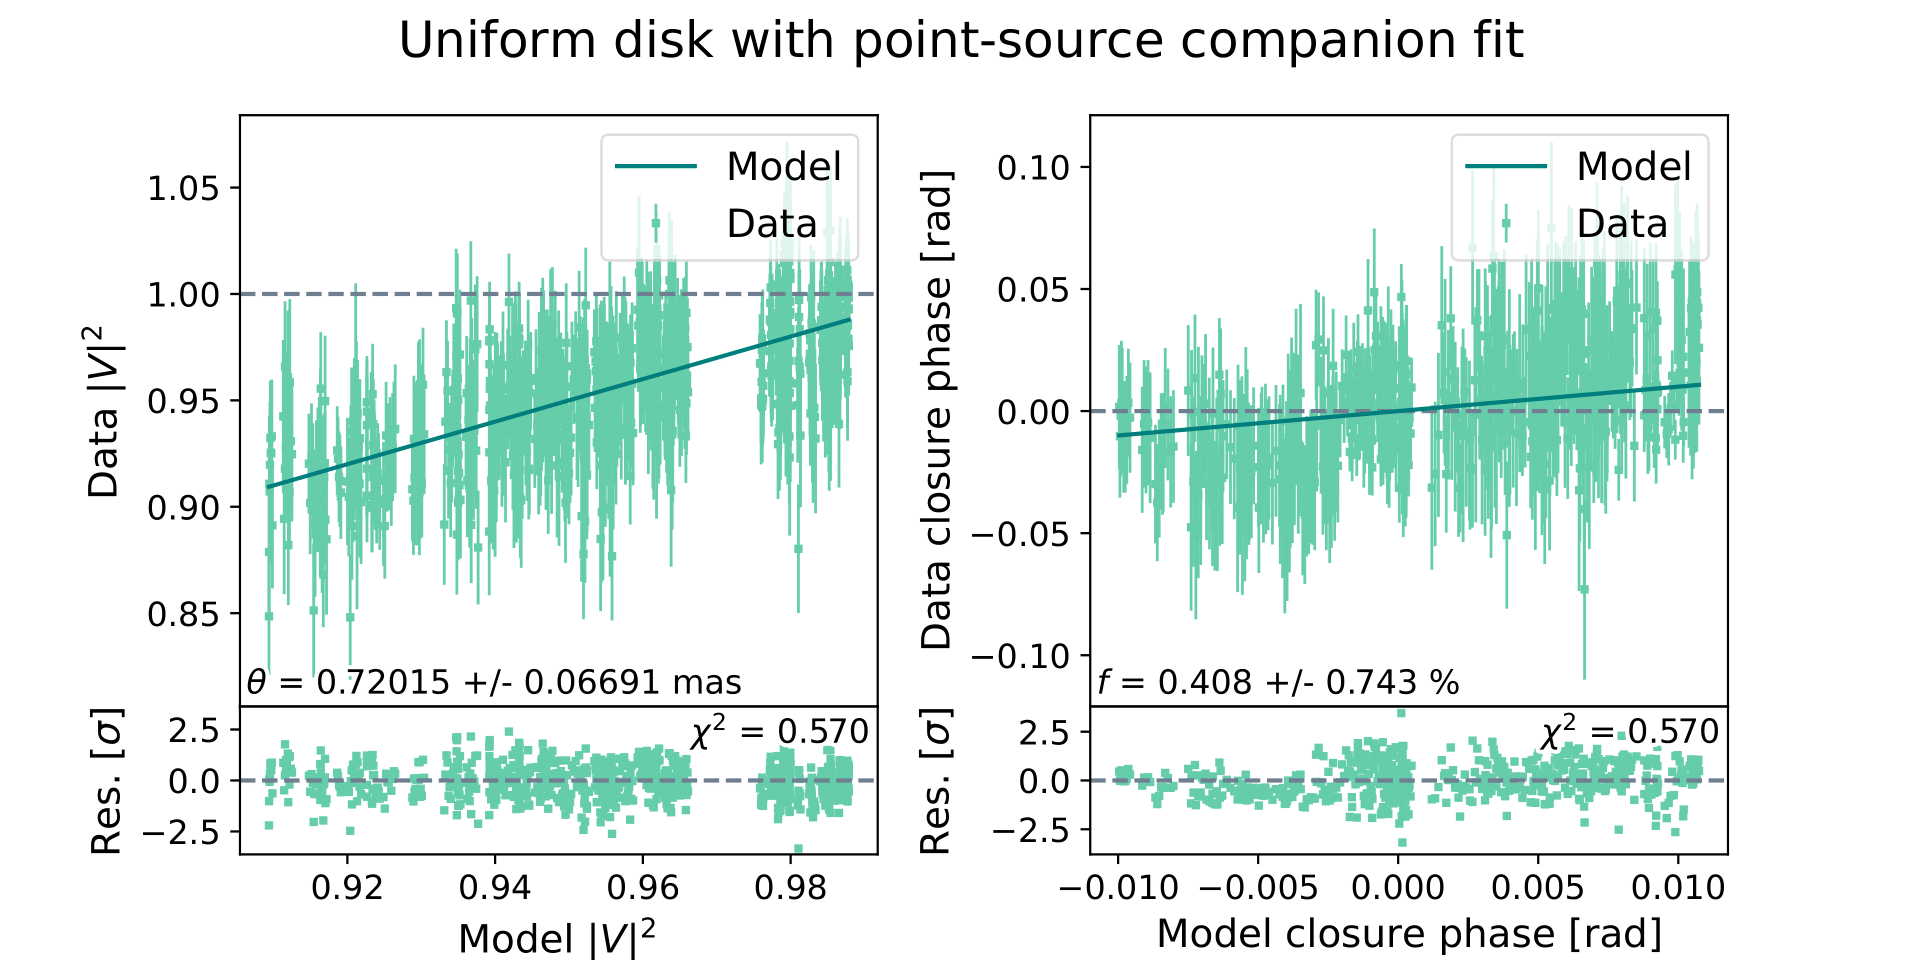 Uniform disk with point-source companion fit
Model
Data
1.05
1.00
0.95
0.90
0.85
Data |V|²
θ = 0.72015 +/- 0.06691 mas
χ² = 0.570
2.5
0.0
−2.5
Res. [σ]
0.92 0.94 0.96 0.98
Model |V|²
Model
Data
0.10
0.05
0.00
−0.05
−0.10
Data closure phase [rad]
f = 0.408 +/- 0.743 %
χ² = 0.570
2.5
0.0
−2.5
Res. [σ]
−0.010 −0.005 0.000 0.005 0.010
Model closure phase [rad]